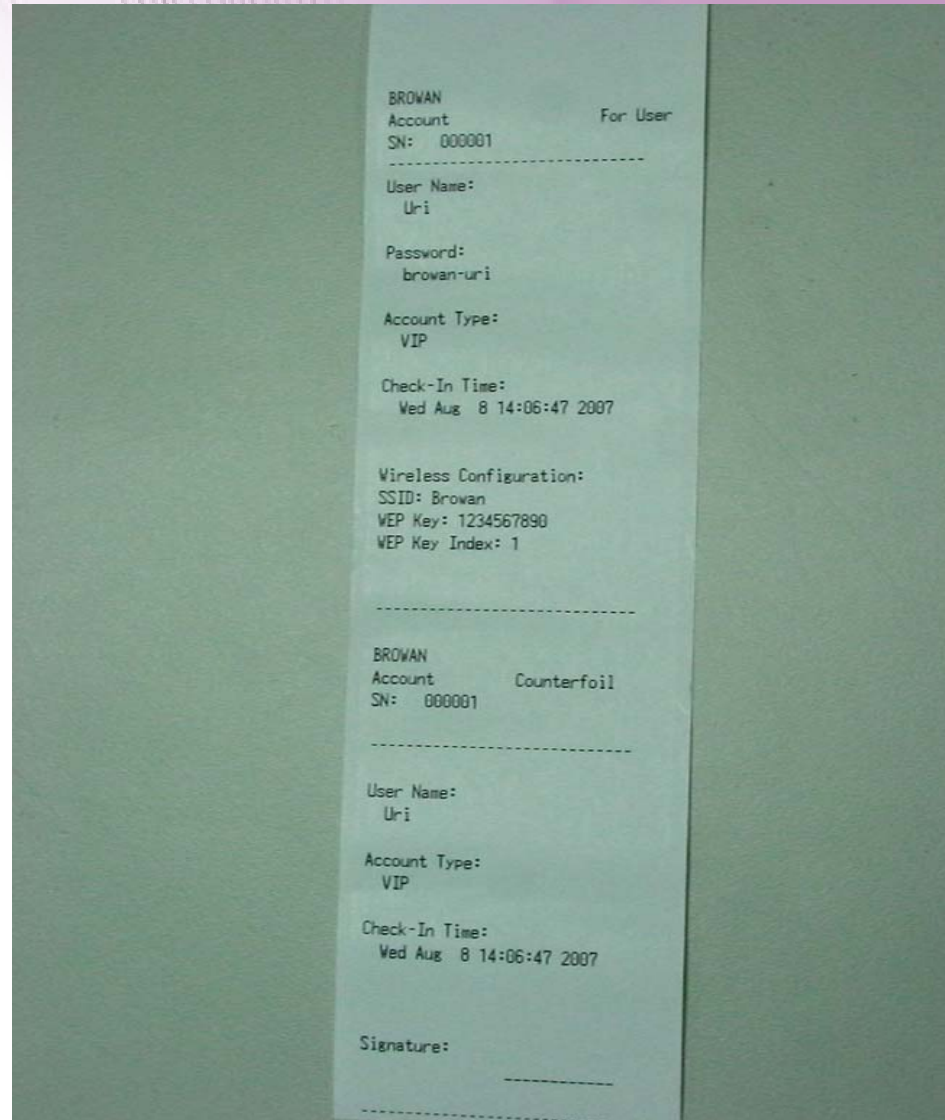 BROWAN
Account For User
SN: 000001
----------------------------
User Name:
Uri
Password:
browan-uri
Account Type:
VIP
Check-In Time:
Wed Aug 8 14:06:47 2007
Wireless Configuration:
SSID: Browan
WEP Key: 1234567890
WEP Key Index: 1
----------------------------
BROWAN
Account Counterfoil
SN: 000001
----------------------------
User Name:
Uri
Account Type:
VIP
Check-In Time:
Wed Aug 8 14:06:47 2007
Signature:
------------
----------------------------